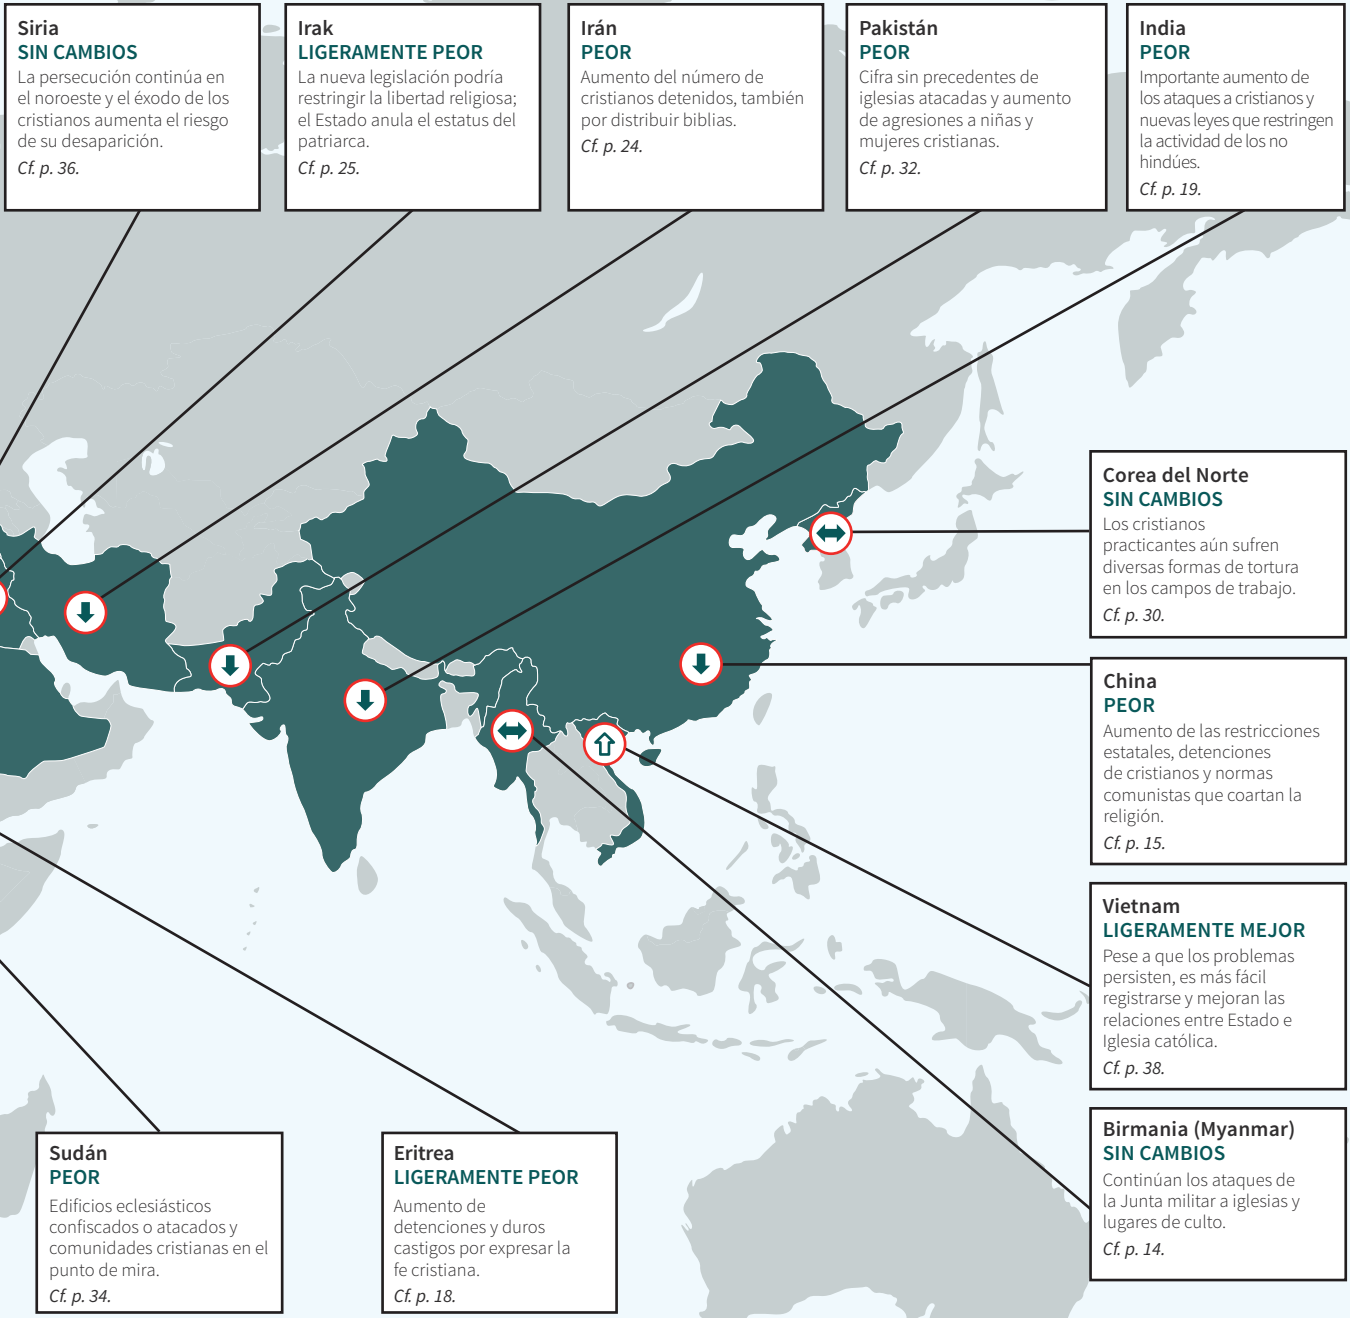 Siria
SIN CAMBIOS
La persecución continúa en
el noroeste y el éxodo de los
cristianos aumenta el riesgo
de su desaparición.
Cf. p. 36.
Irak
LIGERAMENTE PEOR
La nueva legislación podría
restringir la libertad religiosa;
el Estado anula el estatus del
patriarca.
Cf. p. 25.
Irán
PEOR
Aumento del número de
cristianos detenidos, también
por distribuir biblias.
Cf. p. 24.
Pakistán
PEOR
Cifra sin precedentes de
iglesias atacadas y aumento
de agresiones a niñas y
mujeres cristianas.
Cf. p. 32.
India
PEOR
Importante aumento de
los ataques a cristianos y
nuevas leyes que restringen
la actividad de los no
hindúes.
Cf. p. 19.
Corea del Norte
SIN CAMBIOS
Los cristianos
practicantes aún sufren
diversas formas de tortura
en los campos de trabajo.
Cf. p. 30.
China
PEOR
Aumento de las restricciones
estatales, detenciones
de cristianos y normas
comunistas que coartan la
religión.
Cf. p. 15.
Vietnam
LIGERAMENTE MEJOR
Pese a que los problemas
persisten, es más fácil
registrarse y mejoran las
relaciones entre Estado e
Iglesia católica.
Cf. p. 38.
Birmania (Myanmar)
SIN CAMBIOS
Continúan los ataques de
la Junta militar a iglesias y
lugares de culto.
Cf. p. 14.
Sudán
PEOR
Edificios eclesiásticos
confiscados o atacados y
comunidades cristianas en el
punto de mira.
Cf. p. 34.
Eritrea
LIGERAMENTE PEOR
Aumento de
detenciones y duros
castigos por expresar la
fe cristiana.
Cf. p. 18.